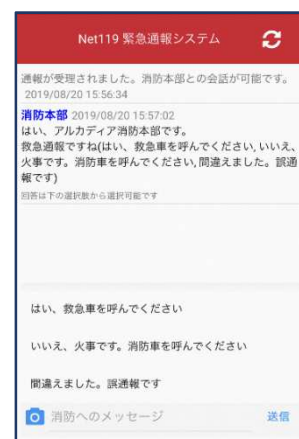 Net119 緊急通報システム
通報が受理されました。消防本部との会話が可能です。
2019/08/20 15:56:34
消防本部 2019/08/20 15:57:02
はい、アルカディア消防本部です。
救急通報ですね(はい、救急車を呼んでください, いいえ、
火事です。消防車を呼んでください, 間違えました。誤通
報です)
回答は下の選択肢から選択可能です
はい、救急車を呼んでください
いいえ、火事です。消防車を呼んでください
間違えました。誤通報です
消防へのメッセージ
送信